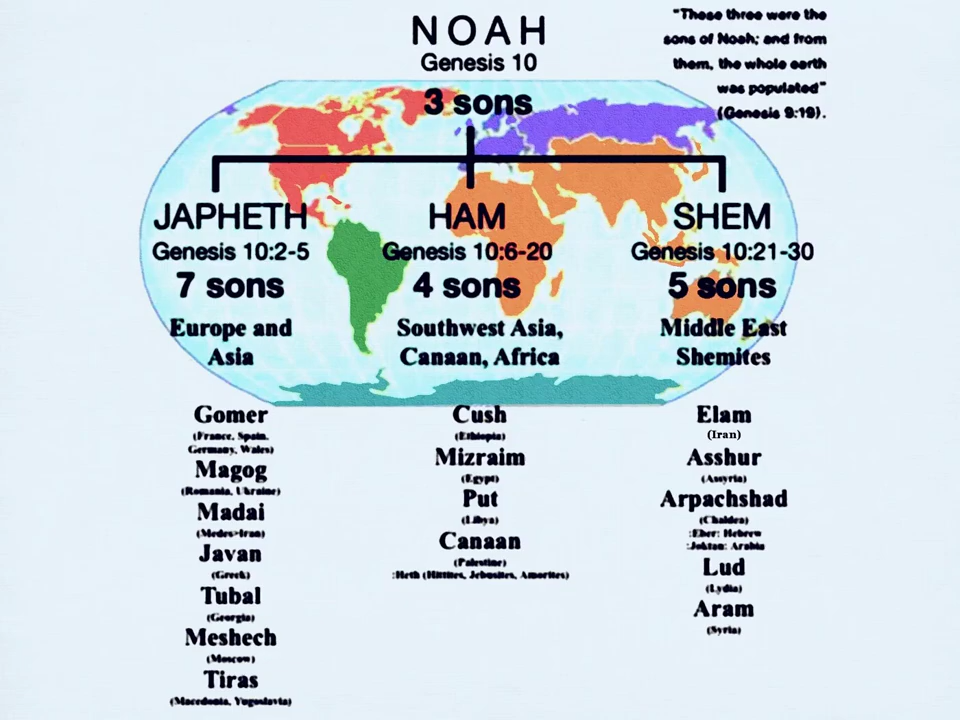 NOAH
Genesis 10
"These three were the
sons of Noah; and from
them, the whole earth
was populated"
(Genesis 9:19).
3 sons
JAPHETH
Genesis 10:2-5
7 sons
Europe and
Asia
Gomer
(France, Spain,
Germany, Wales)
Magog
(Romania, Ukraine)
Madai
(Medes>Iran)
Javan
(Greek)
Tubal
(Georgia)
Meshech
(Moscow)
Tiras
(Macedonia, Yugoslavia)
HAM
Genesis 10:6-20
4 sons
Southwest Asia,
Canaan, Africa
Cush
(Ethiopia)
Mizraim
(Egypt)
Put
(Libya)
Canaan
(Palestine)
:Heth (Hittites, Jebusites, Amorites)
SHEM
Genesis 10:21-30
5 sons
Middle East
Shemites
Elam
(Iran)
Asshur
(Assyria)
Arpachshad
(Chaldea)
:Eber: Hebrew
:Joktan: Arabia
Lud
(Lydia)
Aram
(Syria)